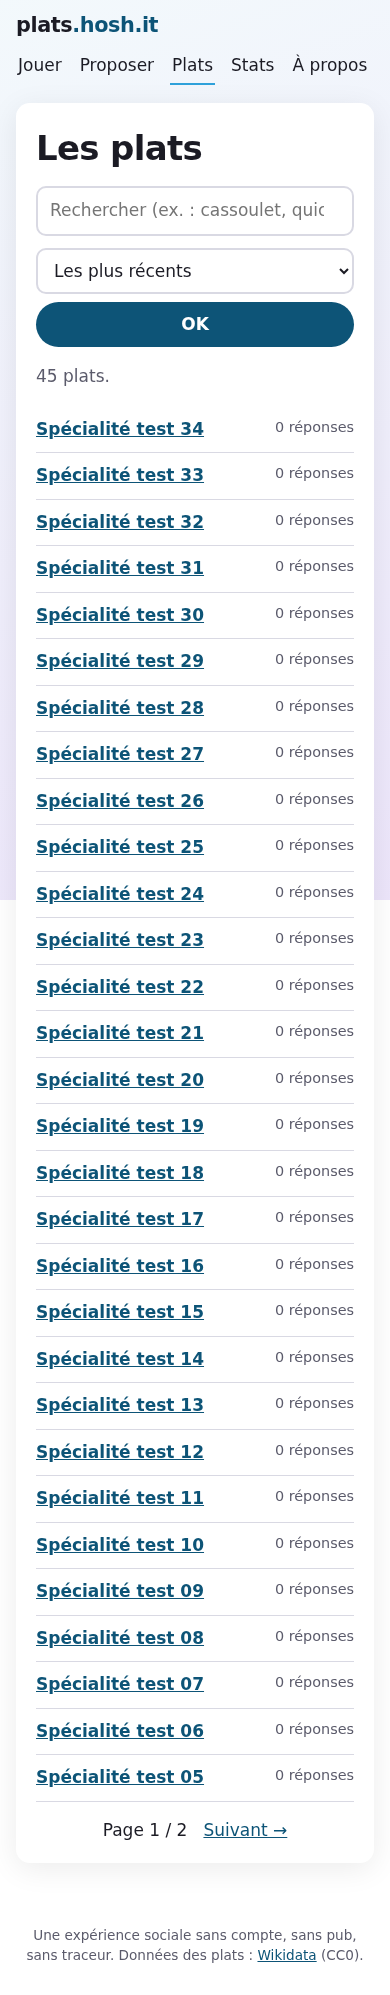 plats.hosh.it
Jouer Proposer Plats Stats À propos
Les plats
Rechercher (ex. : cassoulet, quic
Les plus récents
OK
45 plats.
Spécialité test 34 0 réponses
Spécialité test 33 0 réponses
Spécialité test 32 0 réponses
Spécialité test 31 0 réponses
Spécialité test 30 0 réponses
Spécialité test 29 0 réponses
Spécialité test 28 0 réponses
Spécialité test 27 0 réponses
Spécialité test 26 0 réponses
Spécialité test 25 0 réponses
Spécialité test 24 0 réponses
Spécialité test 23 0 réponses
Spécialité test 22 0 réponses
Spécialité test 21 0 réponses
Spécialité test 20 0 réponses
Spécialité test 19 0 réponses
Spécialité test 18 0 réponses
Spécialité test 17 0 réponses
Spécialité test 16 0 réponses
Spécialité test 15 0 réponses
Spécialité test 14 0 réponses
Spécialité test 13 0 réponses
Spécialité test 12 0 réponses
Spécialité test 11 0 réponses
Spécialité test 10 0 réponses
Spécialité test 09 0 réponses
Spécialité test 08 0 réponses
Spécialité test 07 0 réponses
Spécialité test 06 0 réponses
Spécialité test 05 0 réponses
Page 1 / 2 Suivant →
Une expérience sociale sans compte, sans pub,
sans traceur. Données des plats : Wikidata (CC0).